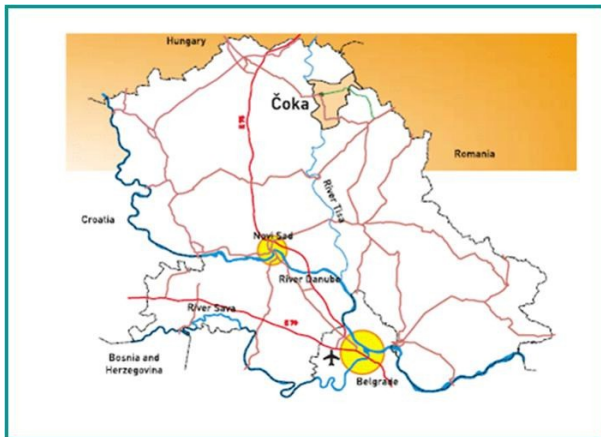 Hungary
Čoka
Romania
River Tisa
Croatia
Novi Sad
River Danube
River Sava
Bosnia and
Herzegovina
Belgrade